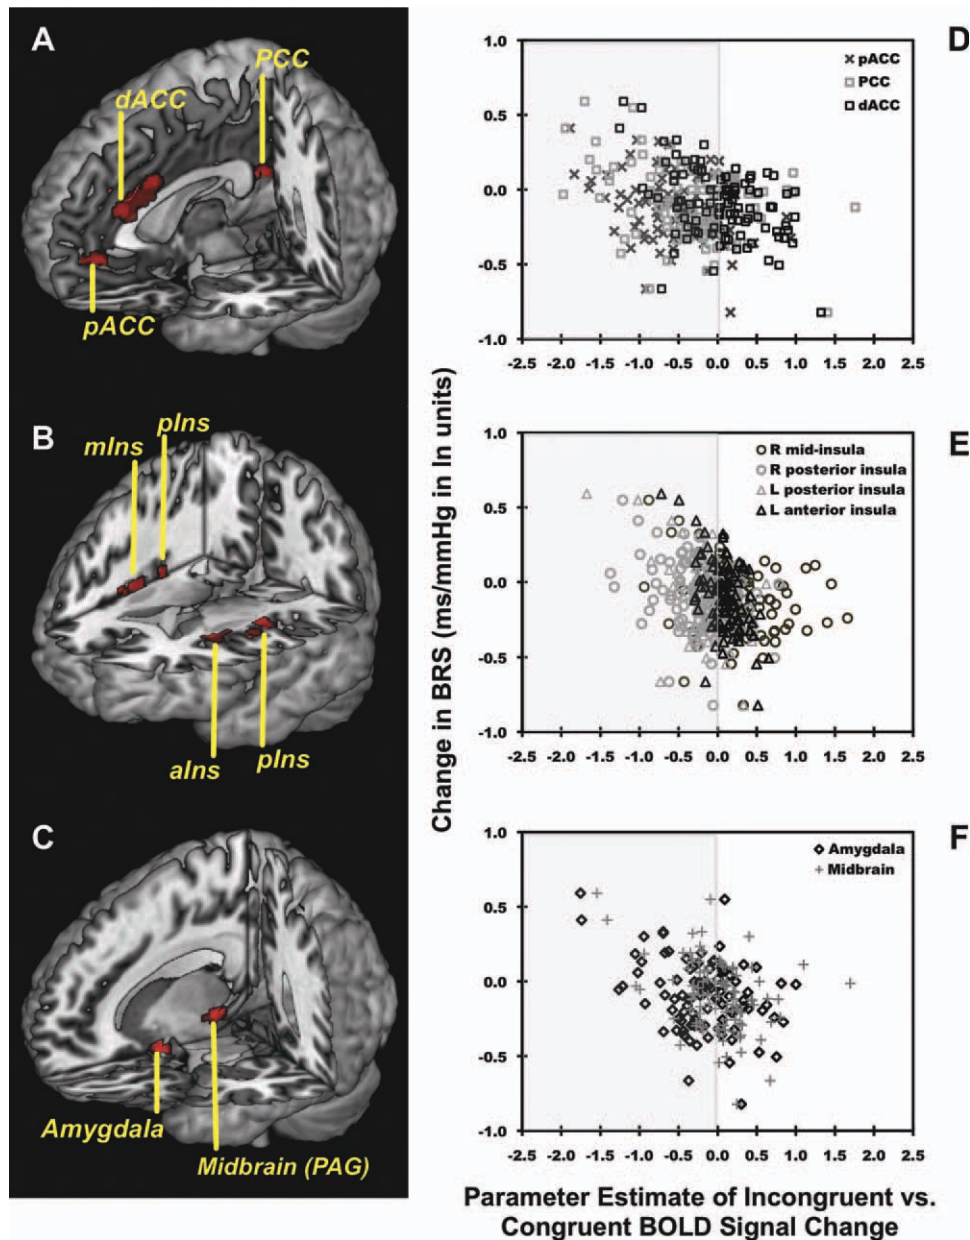 A
PCC
dACC
pACC
B
pIns
mIns
aIns
pIns
C
Amygdala
Midbrain (PAG)
Change in BRS (ms/mmHg in ln units)
D
1.0
0.5
0.0
-0.5
-1.0
pACC
PCC
dACC
-2.5 -2.0 -1.5 -1.0 -0.5 0.0 0.5 1.0 1.5 2.0 2.5
E
1.0
0.5
0.0
-0.5
-1.0
R mid-insula
R posterior insula
L posterior insula
L anterior insula
-2.5 -2.0 -1.5 -1.0 -0.5 0.0 0.5 1.0 1.5 2.0 2.5
F
1.0
0.5
0.0
-0.5
-1.0
Amygdala
Midbrain
-2.5 -2.0 -1.5 -1.0 -0.5 0.0 0.5 1.0 1.5 2.0 2.5
Parameter Estimate of Incongruent vs.
Congruent BOLD Signal Change